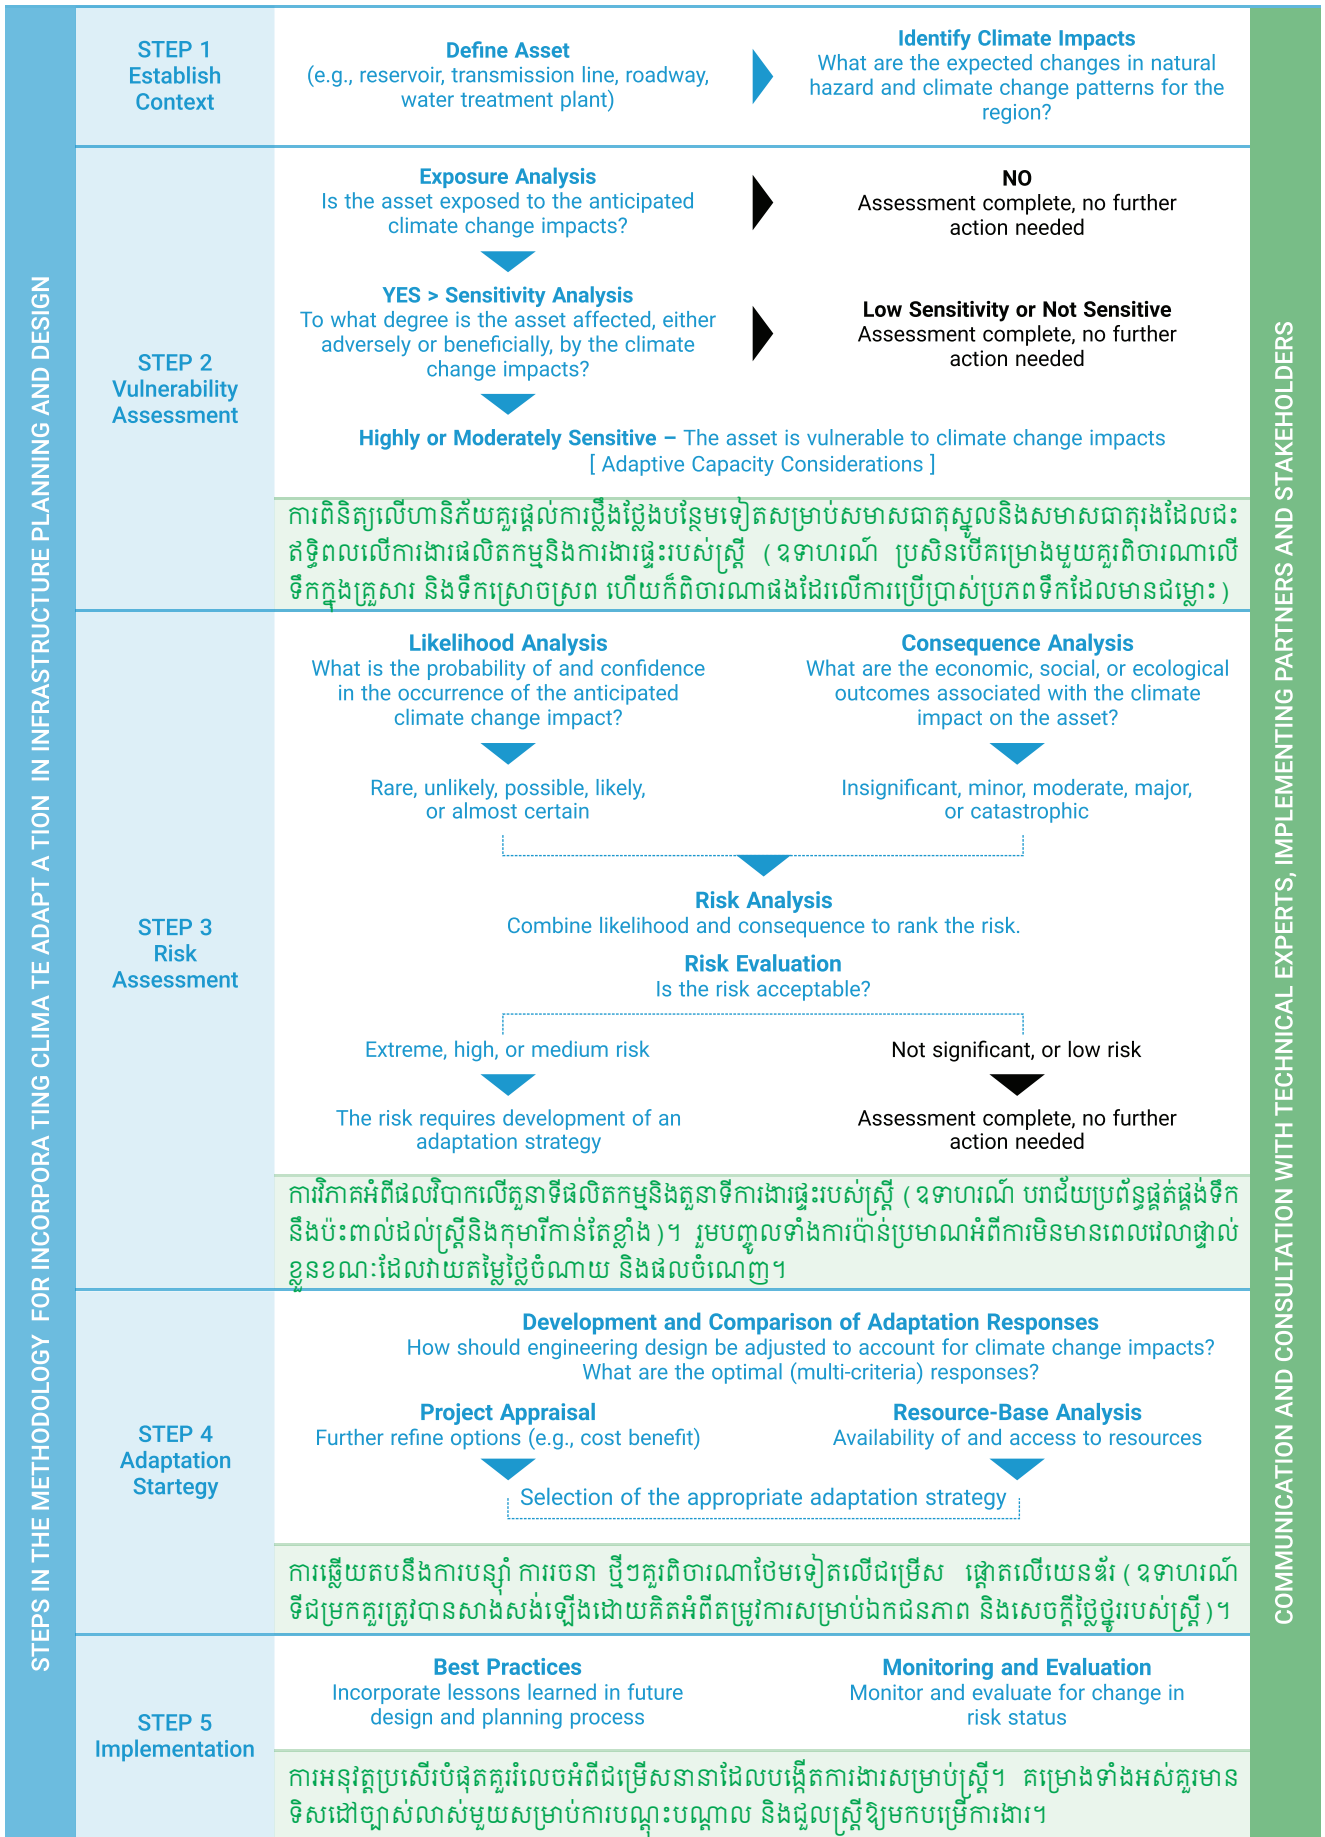 STEPS IN THE METHODOLOGY FOR INCORPORA TING CLIMA TE ADAPT A TION IN INFRASTRUCTURE PLANNING AND DESIGN
STEP 1
Establish
Context
Define Asset
(e.g., reservoir, transmission line, roadway,
water treatment plant)
Identify Climate Impacts
What are the expected changes in natural
hazard and climate change patterns for the
region?
STEP 2
Vulnerability
Assessment
Exposure Analysis
Is the asset exposed to the anticipated
climate change impacts?
NO
Assessment complete, no further
action needed
YES > Sensitivity Analysis
To what degree is the asset affected, either
adversely or beneficially, by the climate
change impacts?
Low Sensitivity or Not Sensitive
Assessment complete, no further
action needed
Highly or Moderately Sensitive – The asset is vulnerable to climate change impacts
[ Adaptive Capacity Considerations ]
ការពិនិត្យលើហានិភ័យគួរផ្តល់ការថ្លឹងថ្លែងបន្ថែមទៀតសម្រាប់សមាសធាតុស្នូលនិងសមាសធាតុរងដែលជះ
ឥទ្ធិពលលើការងារផលិតកម្មនិងការងារផ្ទះរបស់ស្ត្រី (ឧទាហរណ៍ ប្រសិនបើគម្រោងមួយគួរពិចារណាលើ
ទឹកក្នុងគ្រួសារ និងទឹកស្រោចស្រព ហើយក៏ពិចារណាផងដែរលើការប្រើប្រាស់ប្រភពទឹកដែលមានជម្លោះ)
STEP 3
Risk
Assessment
Likelihood Analysis
What is the probability of and confidence
in the occurrence of the anticipated
climate change impact?
Consequence Analysis
What are the economic, social, or ecological
outcomes associated with the climate
impact on the asset?
Rare, unlikely, possible, likely,
or almost certain
Insignificant, minor, moderate, major,
or catastrophic
Risk Analysis
Combine likelihood and consequence to rank the risk.
Risk Evaluation
Is the risk acceptable?
Extreme, high, or medium risk
Not significant, or low risk
The risk requires development of an
adaptation strategy
Assessment complete, no further
action needed
ការវិភាគអំពីផលវិបាកលើតួនាទីផលិតកម្មនិងតួនាទីការងារផ្ទះរបស់ស្ត្រី (ឧទាហរណ៍ បរាជ័យប្រព័ន្ធផ្គត់ផ្គង់ទឹក
នឹងប៉ះពាល់ដល់ស្ត្រីនិងកុមារីកាន់តែខ្លាំង)។ រួមបញ្ចូលទាំងការប៉ាន់ប្រមាណអំពីការមិនមានពេលវេលាផ្ទាល់
ខ្លួនខណៈដែលវាយតម្លៃថ្លៃចំណាយ និងផលចំណេញ។
STEP 4
Adaptation
Startegy
Development and Comparison of Adaptation Responses
How should engineering design be adjusted to account for climate change impacts?
What are the optimal (multi-criteria) responses?
Project Appraisal
Further refine options (e.g., cost benefit)
Resource-Base Analysis
Availability of and access to resources
Selection of the appropriate adaptation strategy
ការឆ្លើយតបនឹងការបន្ស៊ាំ ការរចនា ថ្មីៗគួរពិចារណាថែមទៀតលើជម្រើស ផ្តោតលើយេនឌ័រ (ឧទាហរណ៍
ទីជម្រកគួរត្រូវបានសាងសង់ឡើងដោយគិតអំពីតម្រូវការសម្រាប់ឯកជនភាព និងសេចក្តីថ្លៃថ្នូររបស់ស្ត្រី)។
STEP 5
Implementation
Best Practices
Incorporate lessons learned in future
design and planning process
Monitoring and Evaluation
Monitor and evaluate for change in
risk status
ការអនុវត្តប្រសើរបំផុតគួររំលេចអំពីជម្រើសនានាដែលបង្កើតការងារសម្រាប់ស្ត្រី។ គម្រោងទាំងអស់គួរមាន
ទិសដៅច្បាស់លាស់មួយសម្រាប់ការបណ្តុះបណ្តាល និងជួលស្ត្រីឱ្យមកបម្រើការងារ។
COMMUNICATION AND CONSULTATION WITH TECHNICAL EXPERTS, IMPLEMENTING PARTNERS AND STAKEHOLDERS